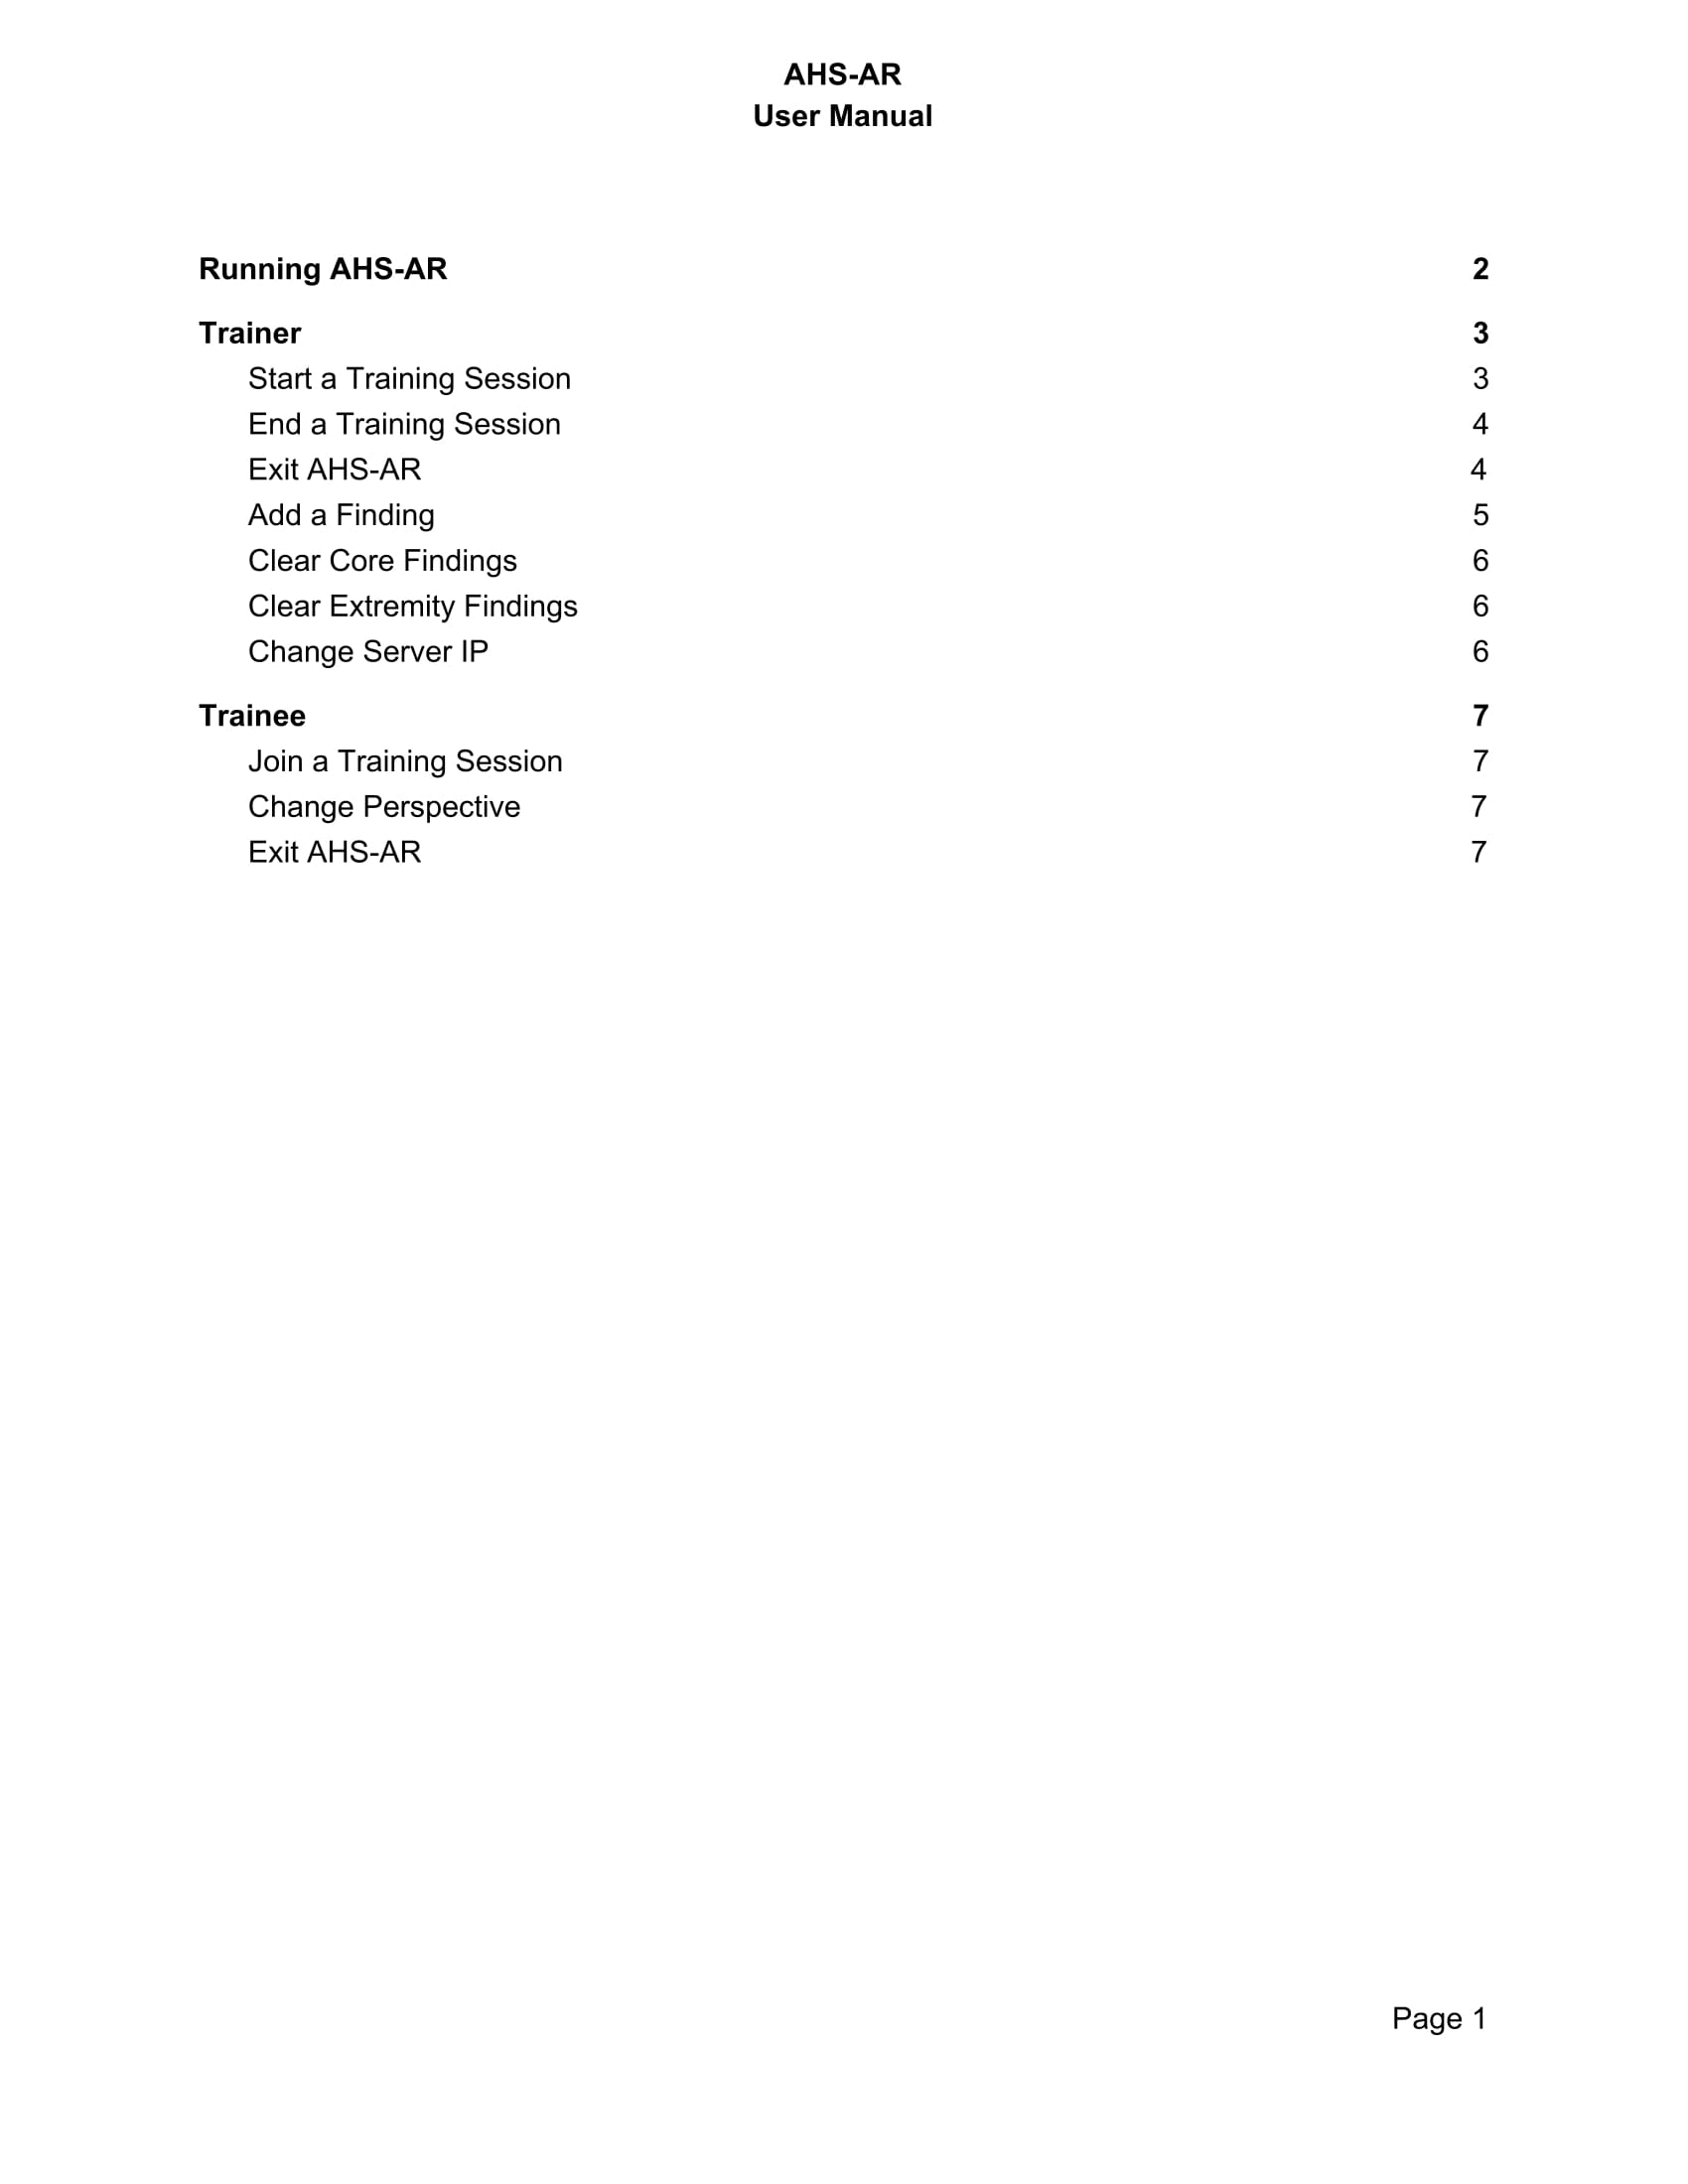 AHS-AR
User Manual
Running AHS-AR 2
Trainer 3
Start a Training Session 3
End a Training Session 4
Exit AHS-AR 4
Add a Finding 5
Clear Core Findings 6
Clear Extremity Findings 6
Change Server IP 6
Trainee 7
Join a Training Session 7
Change Perspective 7
Exit AHS-AR 7
Page 1